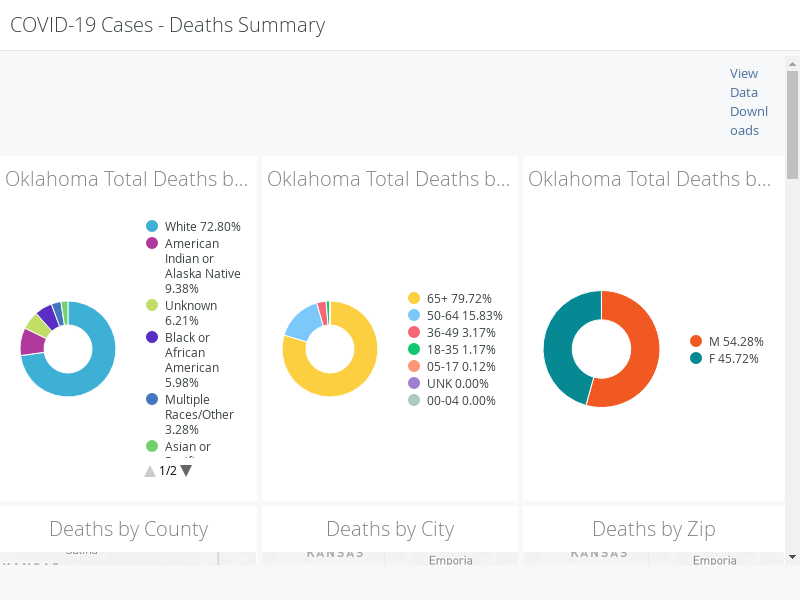 COVID-19 Cases - Deaths Summary
View
Data
Downl
oads
Oklahoma Total Deaths b...
White 72.80%
American
Indian or
Alaska Native
9.38%
Unknown
6.21%
Black or
African
American
5.98%
Multiple
Races/Other
3.28%
Asian or
1/2
Oklahoma Total Deaths b...
65+ 79.72%
50-64 15.83%
36-49 3.17%
18-35 1.17%
05-17 0.12%
UNK 0.00%
00-04 0.00%
Oklahoma Total Deaths b...
M 54.28%
F 45.72%
Deaths by County
Salina
KANSAS
Deaths by City
KANSAS
Emporia
Deaths by Zip
KANSAS
Emporia